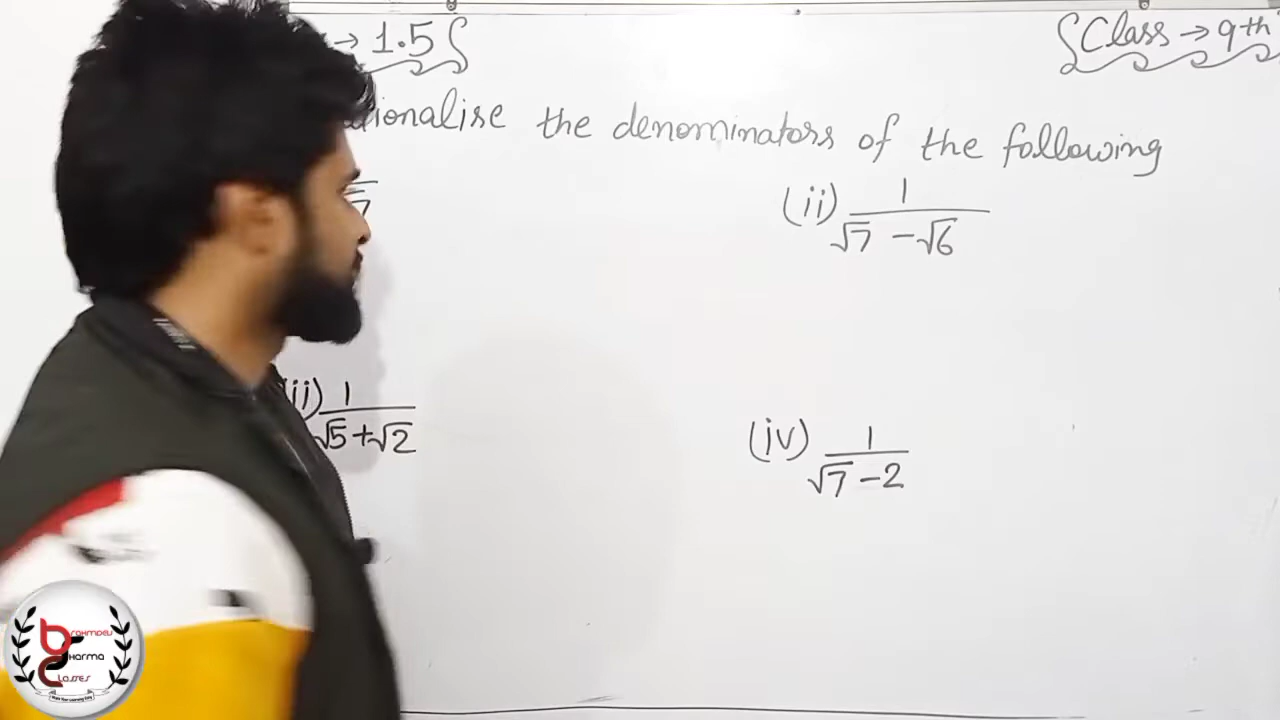 → 1.5
Class → 9th
the denominators of the following
√7
(ii) 1/(√7 - √6)
1/(√5 + √2)
(iv) 1/(√7 - 2)